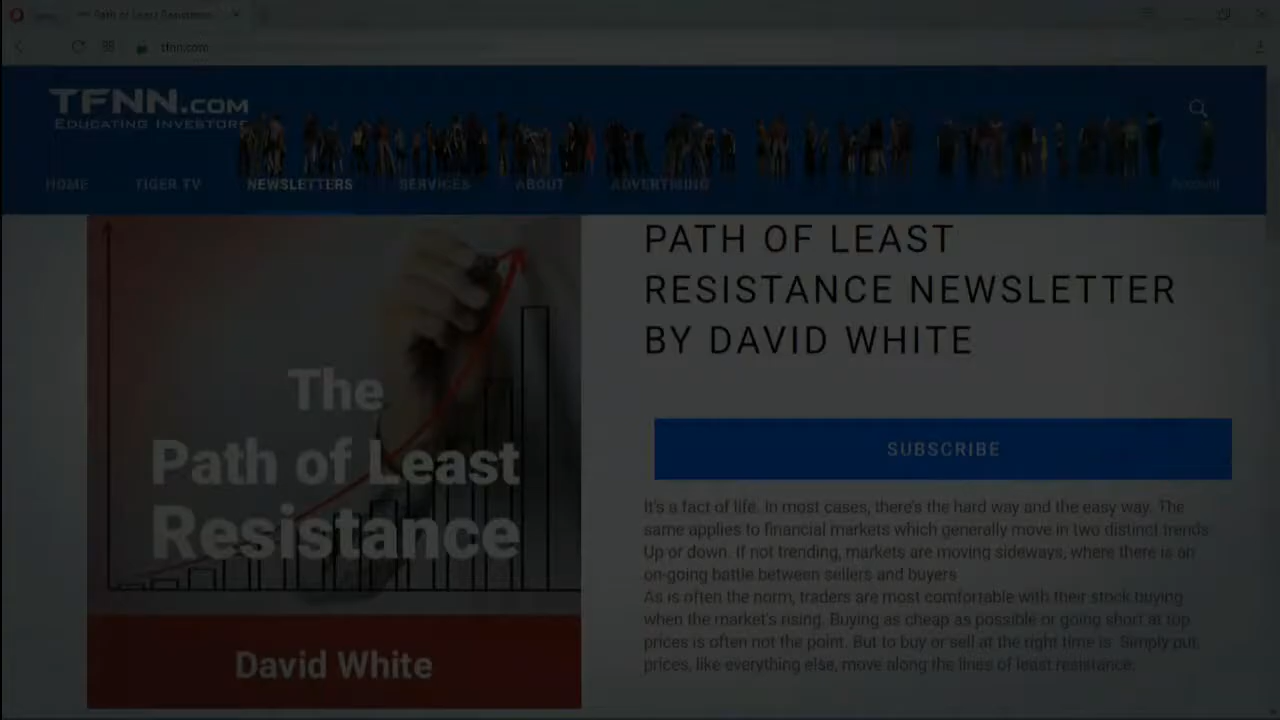 Path of Least Resistance
tfnn.com
TFNN.COM
EDUCATING INVESTORS
HOME TIGER TV NEWSLETTERS SERVICES ABOUT ADVERTISING Account
The
Path of Least
Resistance
David White
PATH OF LEAST
RESISTANCE NEWSLETTER
BY DAVID WHITE
SUBSCRIBE
It's a fact of life. In most cases, there's the hard way and the easy way. The
same applies to financial markets which generally move in two distinct trends.
Up or down. If not trending, markets are moving sideways, where there is an
on-going battle between sellers and buyers
As is often the norm, traders are most comfortable with their stock buying
when the market's rising. Buying as cheap as possible or going short at top
prices is often not the point. But to buy or sell at the right time is. Simply put,
prices, like everything else, move along the lines of least resistance.